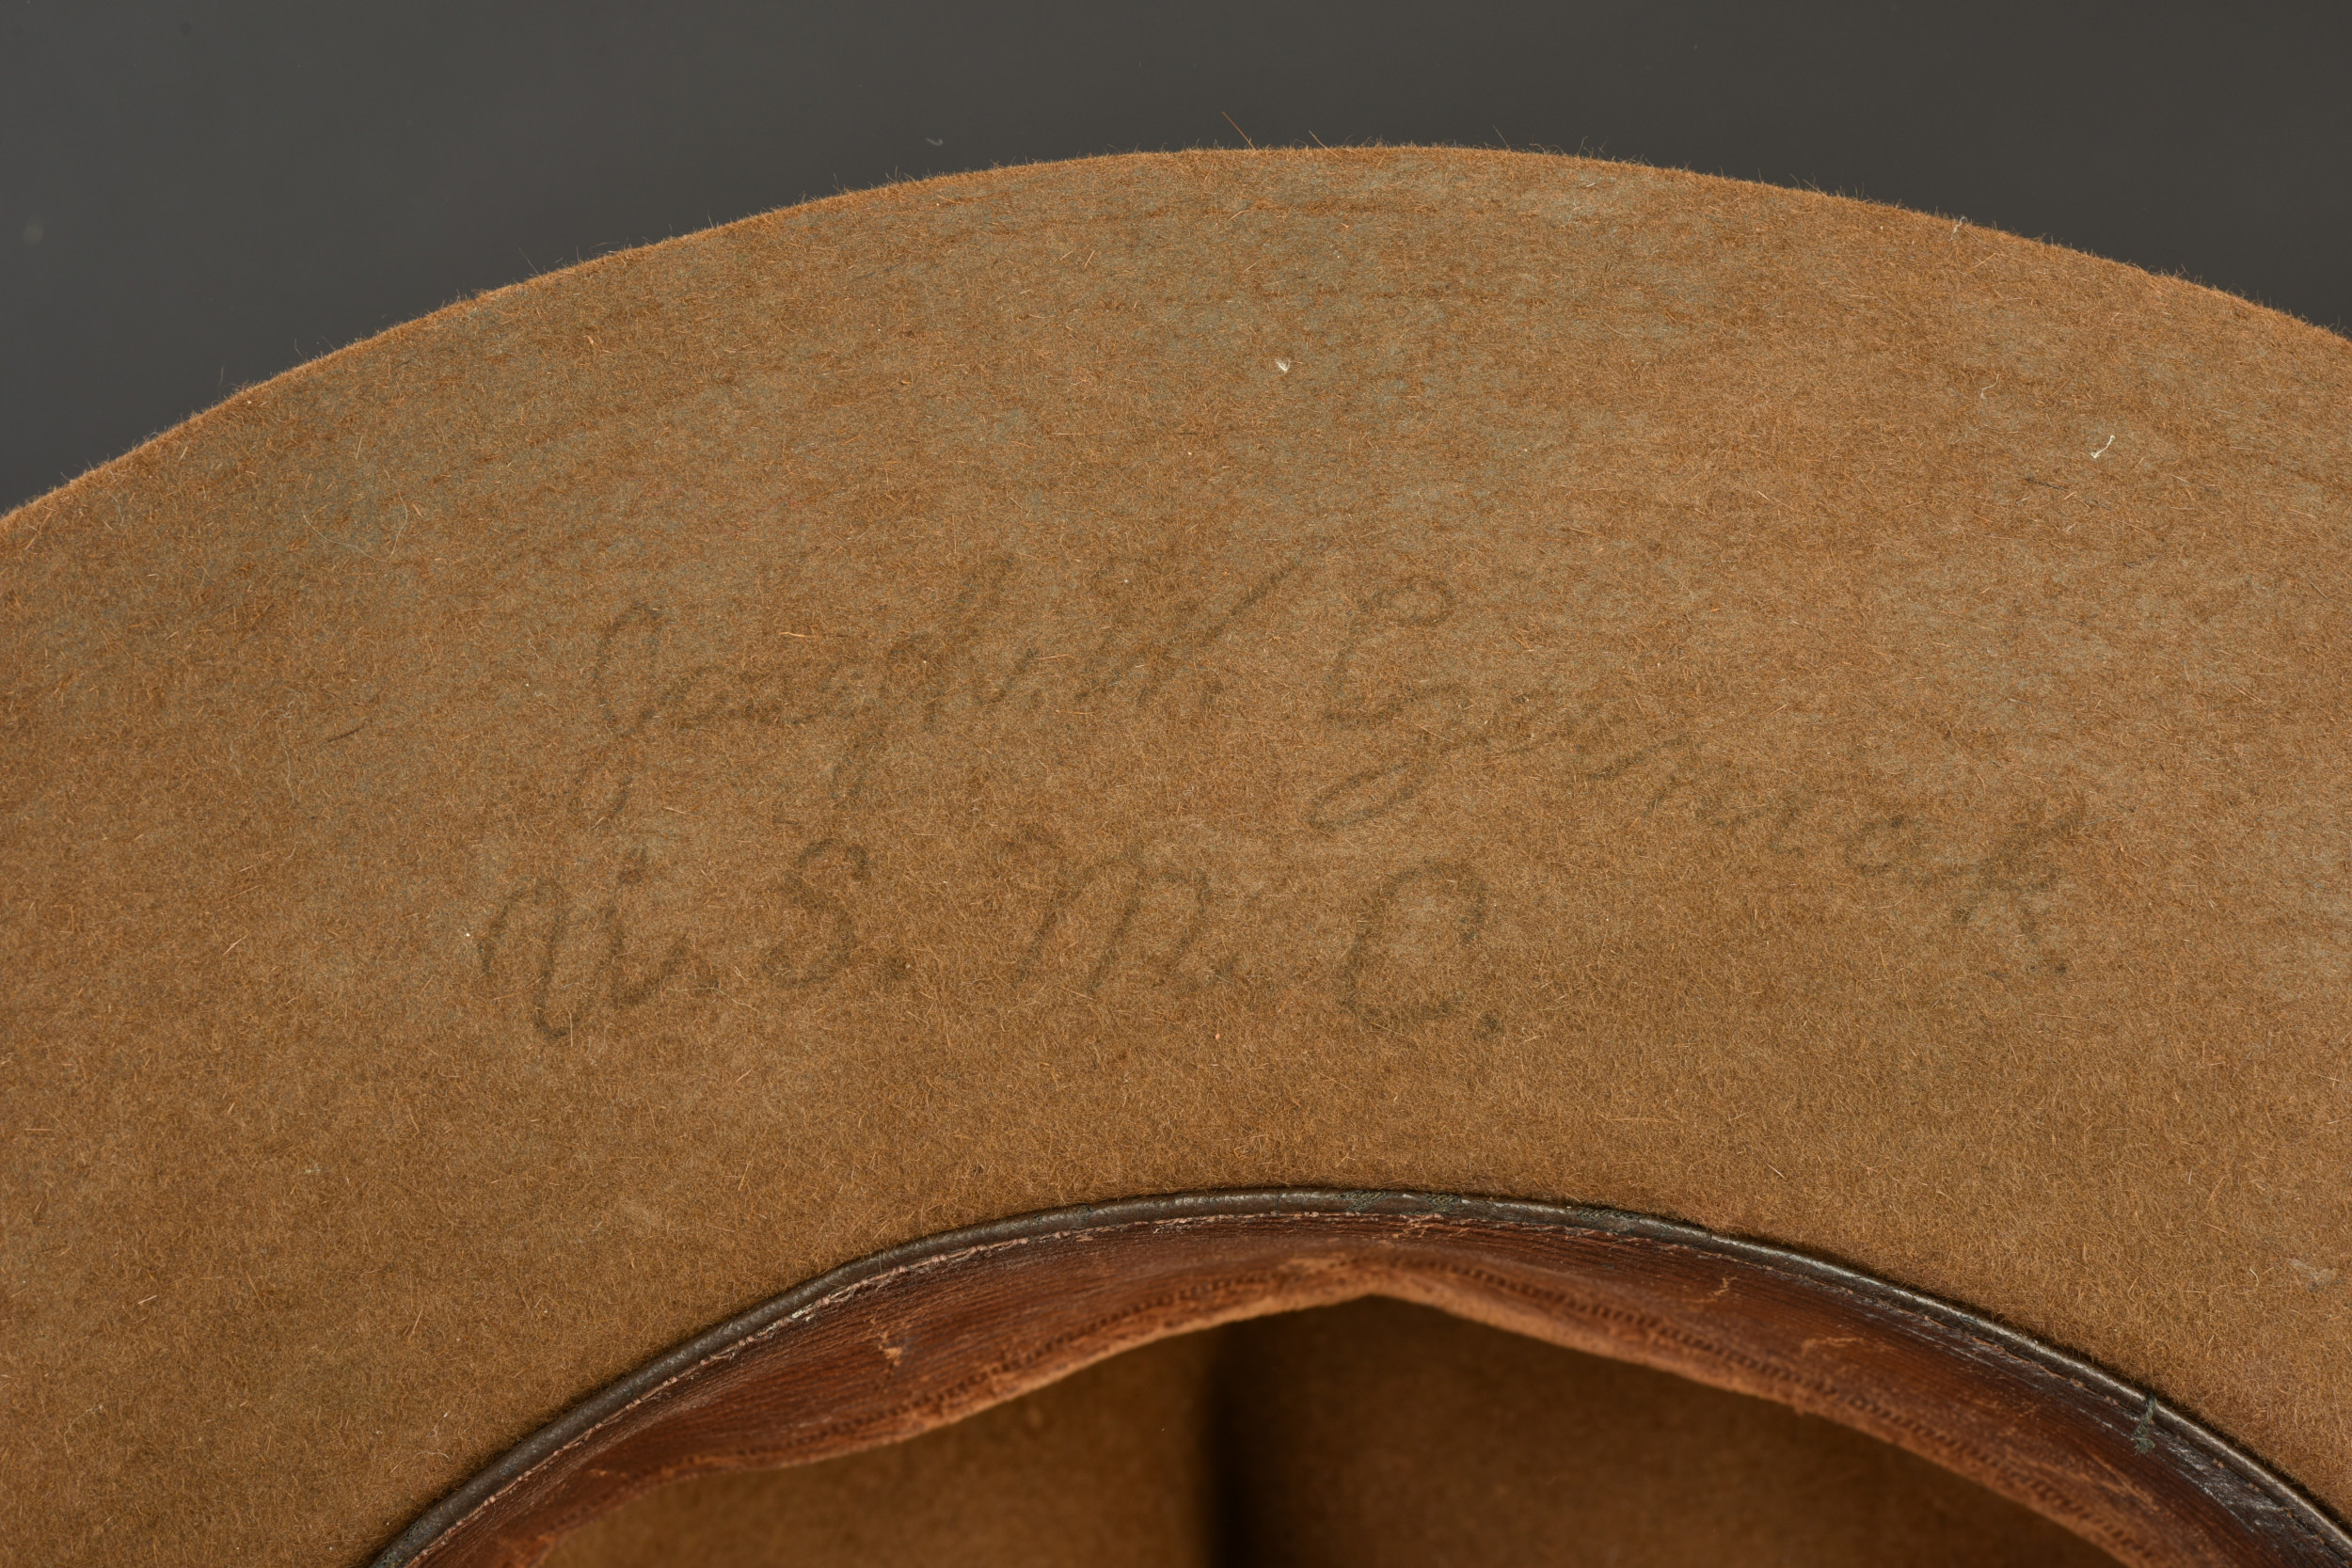 Joseph W.
U. S. M. C.